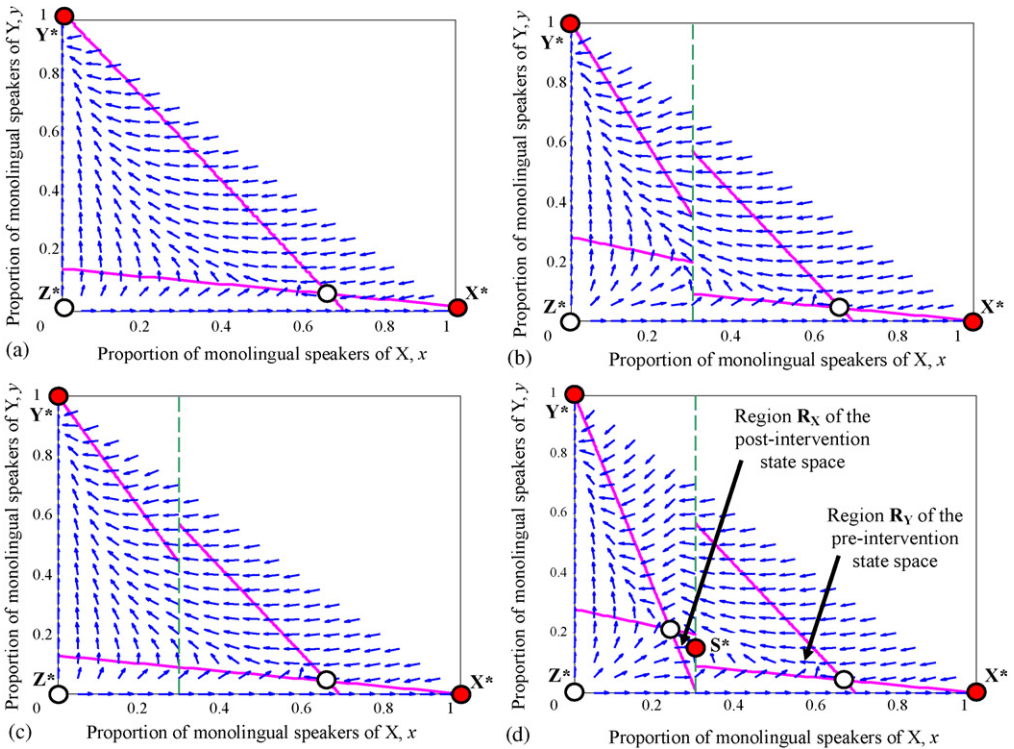 Proportion of monolingual speakers of Y, y
1
Y*
0.8
0.6
0.4
0.2
Z*
X*
0
0.2
0.4
0.6
0.8
1
(a)
Proportion of monolingual speakers of X, x
Proportion of monolingual speakers of Y, y
1
Y*
0.8
0.6
0.4
0.2
Z*
X*
0
0.2
0.4
0.6
0.8
1
(b)
Proportion of monolingual speakers of X, x
Proportion of monolingual speakers of Y, y
1
Y*
0.8
0.6
0.4
0.2
Z*
X*
0
0.2
0.4
0.6
0.8
1
(c)
Proportion of monolingual speakers of X, x
Proportion of monolingual speakers of Y, y
1
Y*
0.8
0.6
0.4
0.2
Region RX of the
post-intervention
state space
Region RY of the
pre-intervention
state space
S*
Z*
X*
0
0.2
0.4
0.6
0.8
1
(d)
Proportion of monolingual speakers of X, x